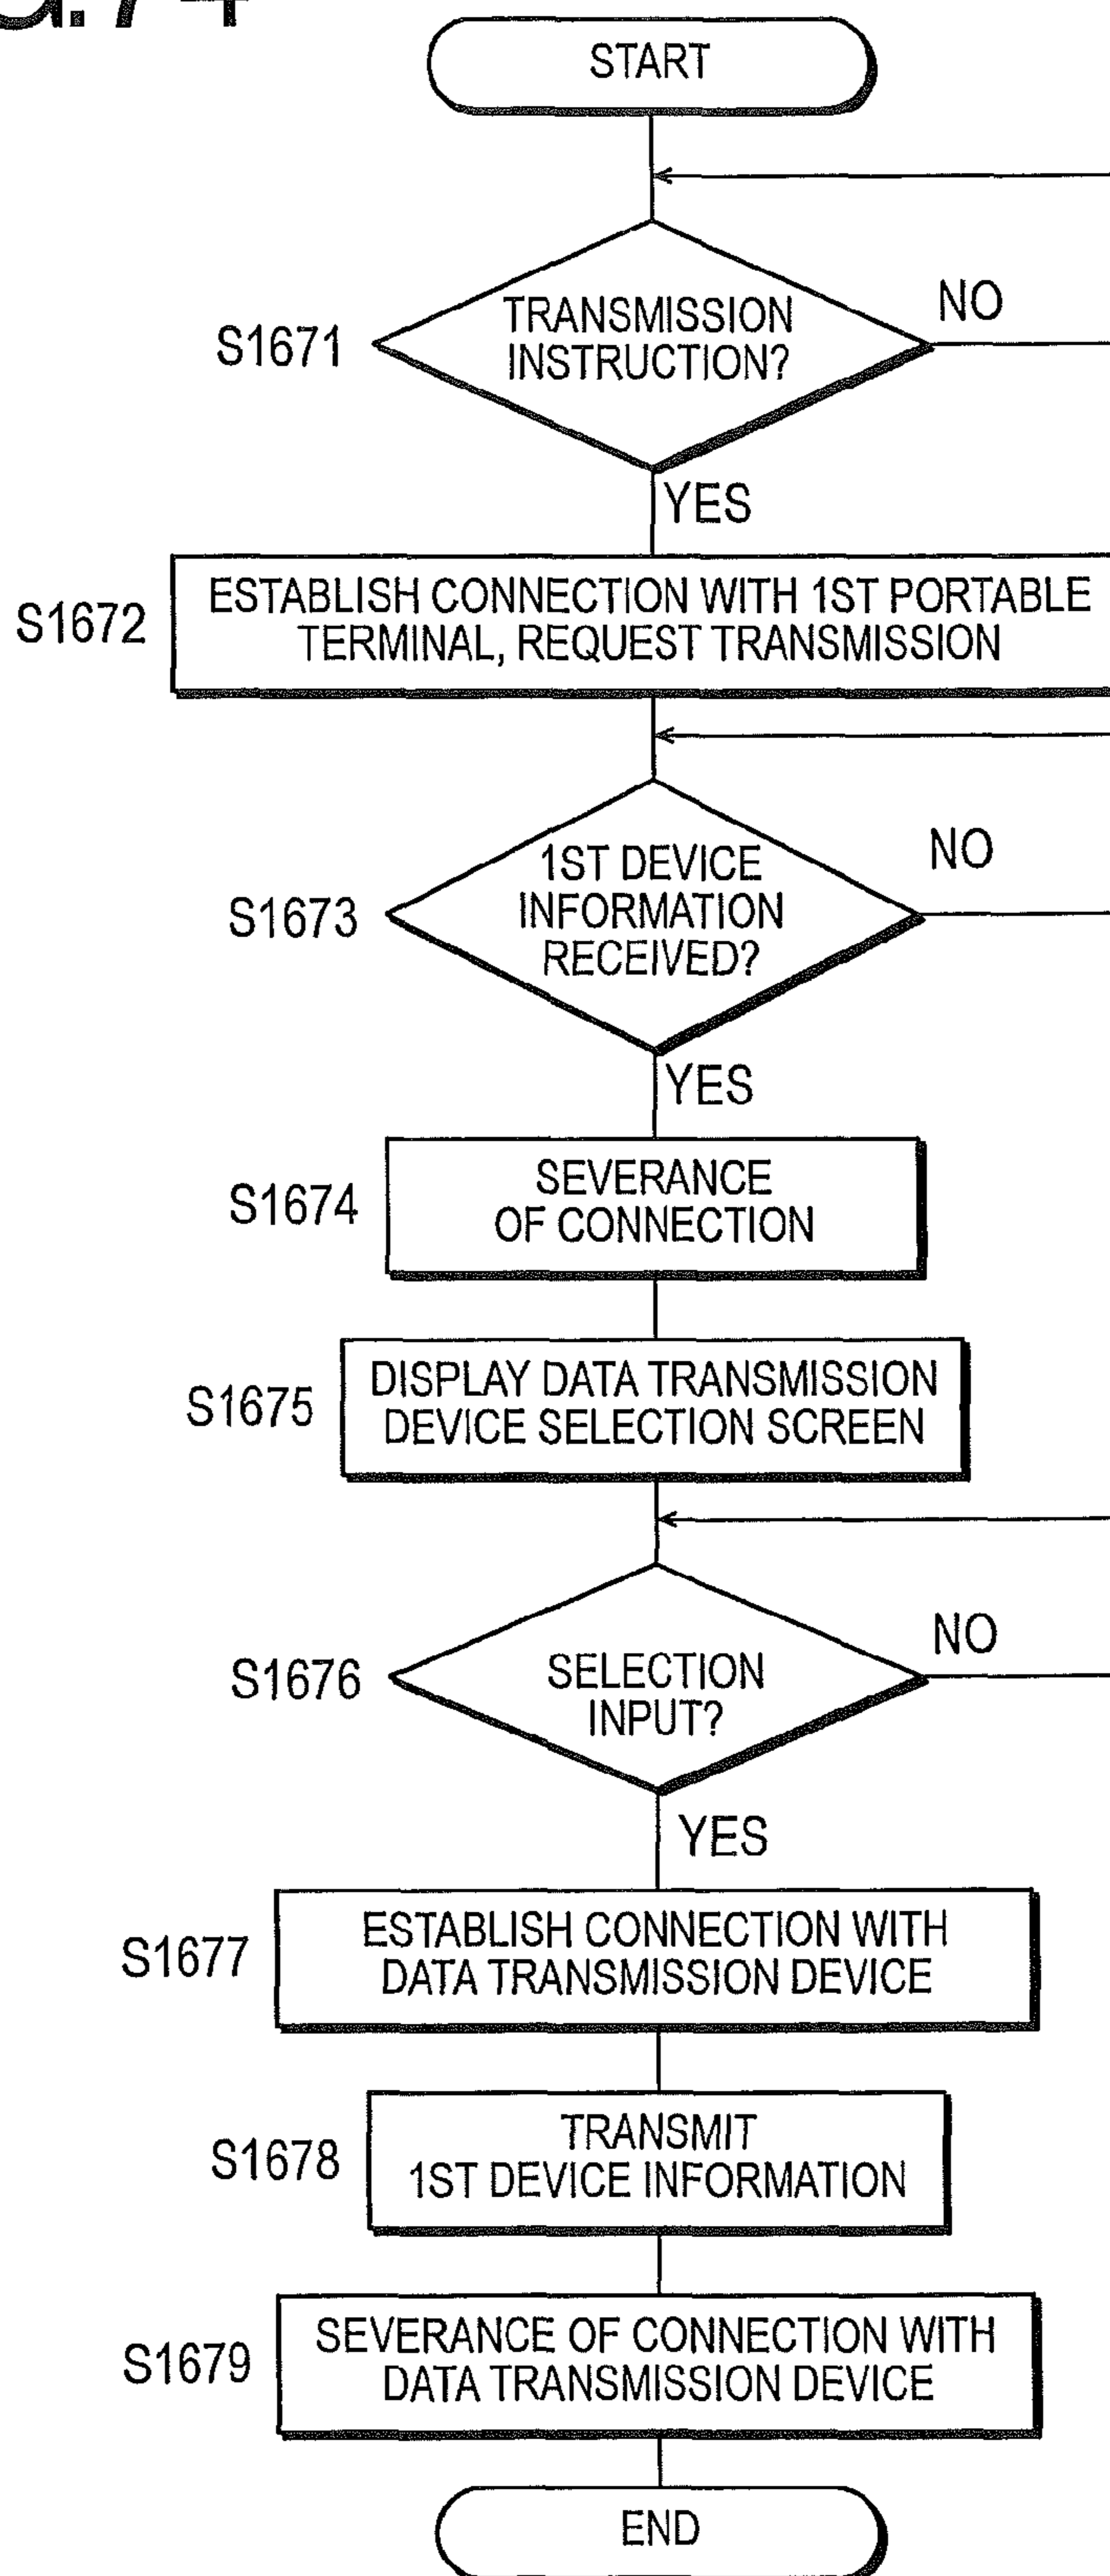 START
TRANSMISSION
INSTRUCTION?
NO
S1671
YES
ESTABLISH CONNECTION WITH 1ST PORTABLE
TERMINAL, REQUEST TRANSMISSION
S1672
1ST DEVICE
INFORMATION
RECEIVED?
NO
S1673
YES
SEVERANCE
OF CONNECTION
S1674
DISPLAY DATA TRANSMISSION
DEVICE SELECTION SCREEN
S1675
SELECTION
INPUT?
NO
S1676
YES
ESTABLISH CONNECTION WITH
DATA TRANSMISSION DEVICE
S1677
TRANSMIT
1ST DEVICE INFORMATION
S1678
SEVERANCE OF CONNECTION WITH
DATA TRANSMISSION DEVICE
S1679
END